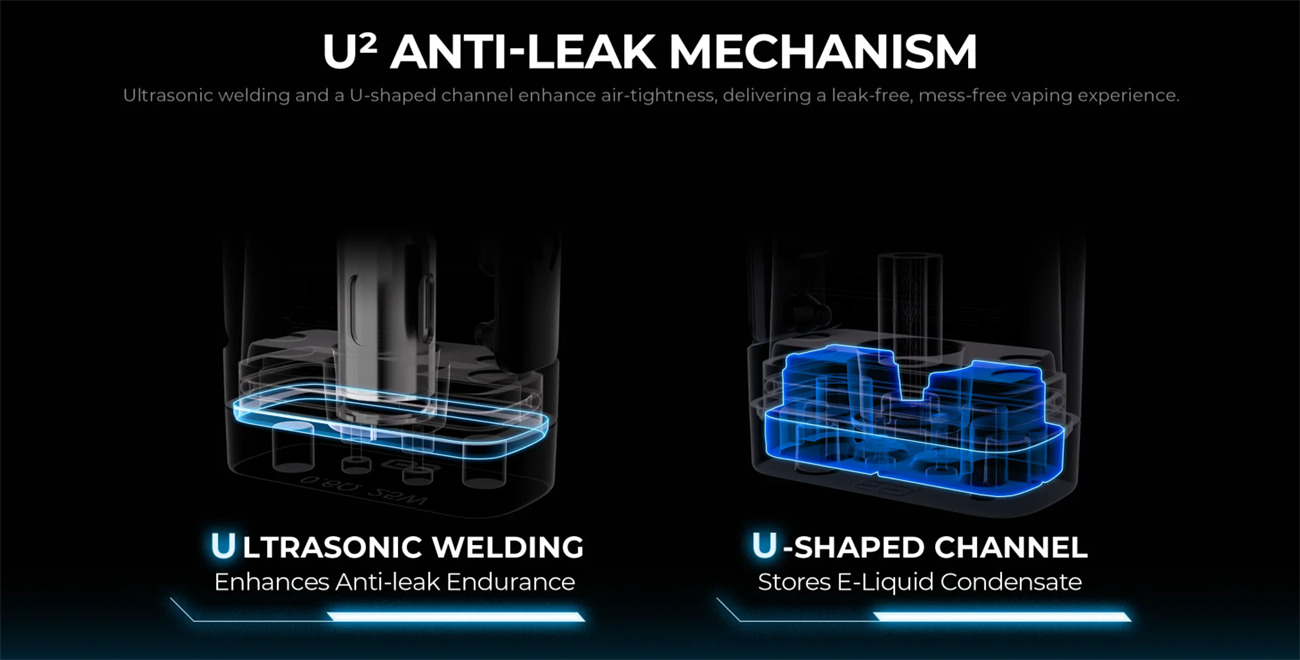 U² ANTI-LEAK MECHANISM
Ultrasonic welding and a U-shaped channel enhance air-tightness, delivering a leak-free, mess-free vaping experience.
ULTRASONIC WELDING
Enhances Anti-leak Endurance
U-SHAPED CHANNEL
Stores E-Liquid Condensate